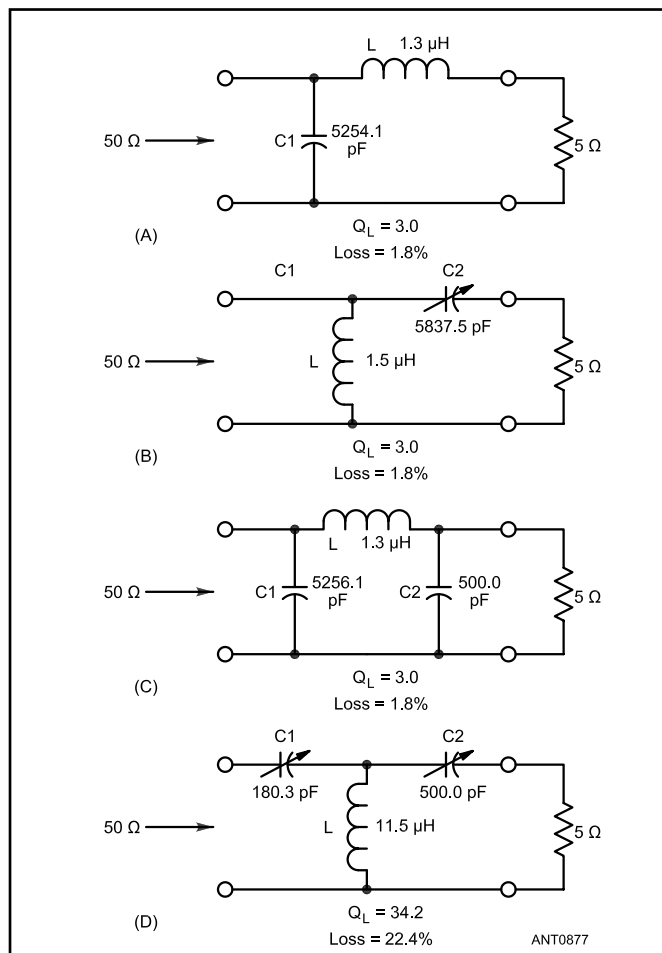 L 1.3 µH
50 Ω
C1
5254.1
pF
5 Ω
(A)
Q_L = 3.0
Loss = 1.8%
C1
C2
5837.5 pF
50 Ω
L
1.5 µH
5 Ω
(B)
Q_L = 3.0
Loss = 1.8%
L 1.3 µH
50 Ω
C1
5256.1
pF
C2
500.0
pF
5 Ω
(C)
Q_L = 3.0
Loss = 1.8%
C1
C2
180.3 pF
500.0 pF
50 Ω
L
11.5 µH
5 Ω
(D)
Q_L = 34.2
Loss = 22.4%
ANT0877